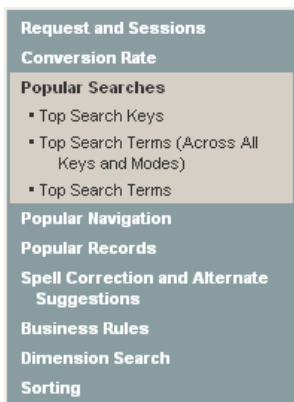 Request and Sessions
Conversion Rate
Popular Searches
▪ Top Search Keys
▪ Top Search Terms (Across All
Keys and Modes)
▪ Top Search Terms
Popular Navigation
Popular Records
Spell Correction and Alternate
Suggestions
Business Rules
Dimension Search
Sorting